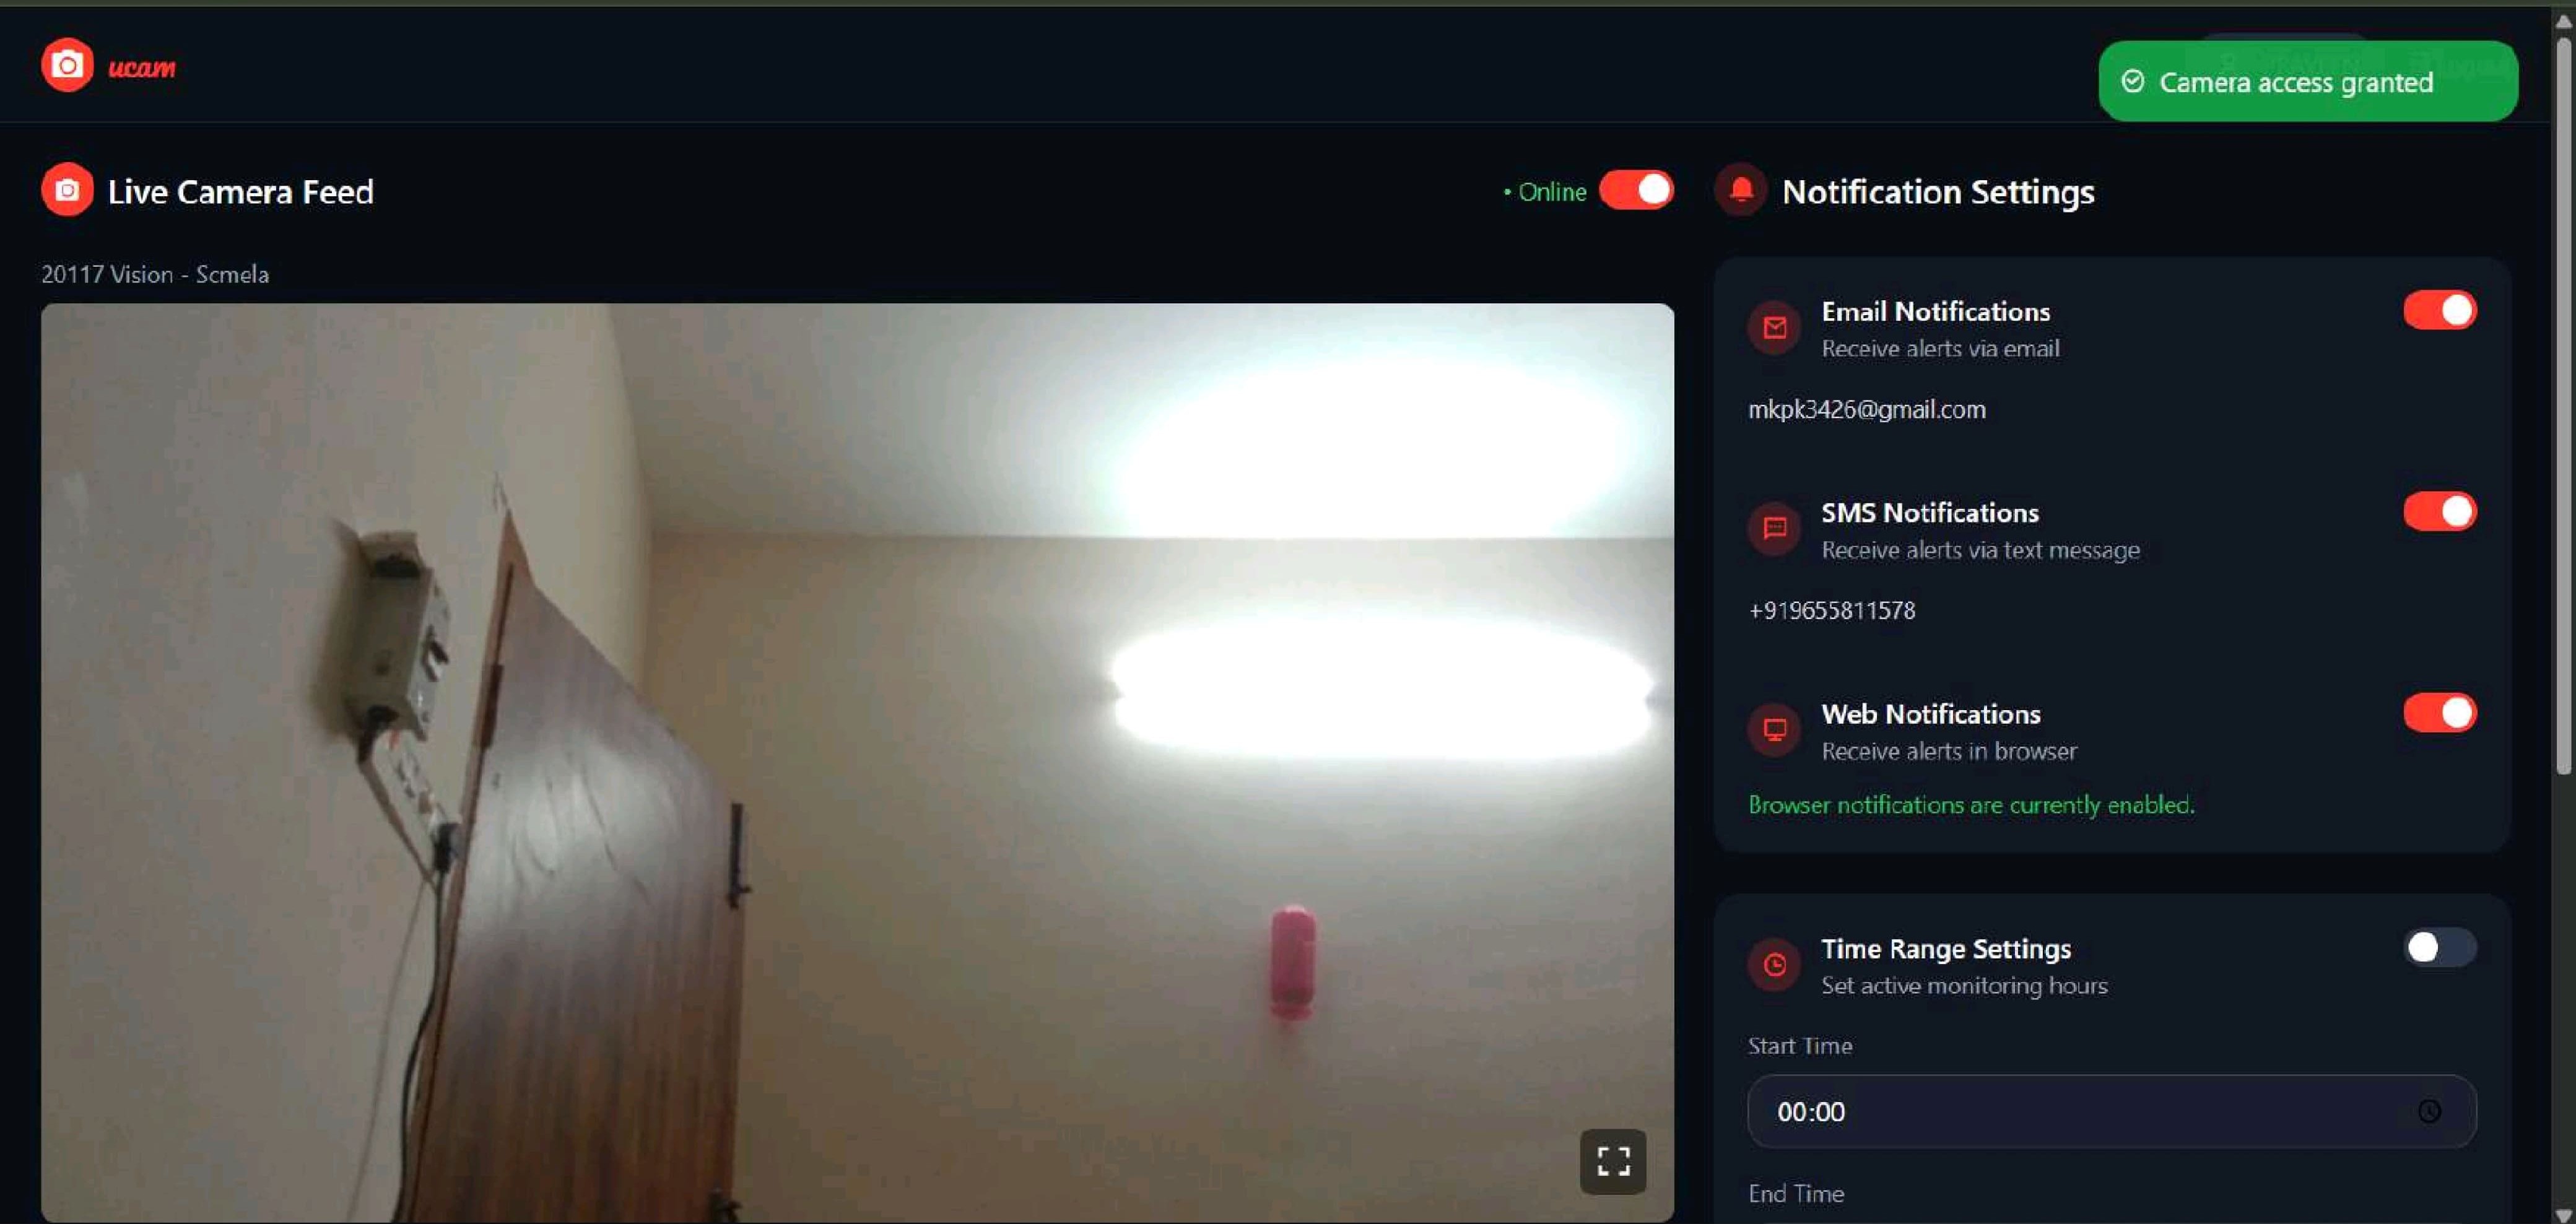 ucam
Camera access granted
Live Camera Feed
• Online
20117 Vision - Scmela
Notification Settings
Email Notifications
Receive alerts via email
mkpk3426@gmail.com
SMS Notifications
Receive alerts via text message
+919655811578
Web Notifications
Receive alerts in browser
Browser notifications are currently enabled.
Time Range Settings
Set active monitoring hours
Start Time
00:00
End Time